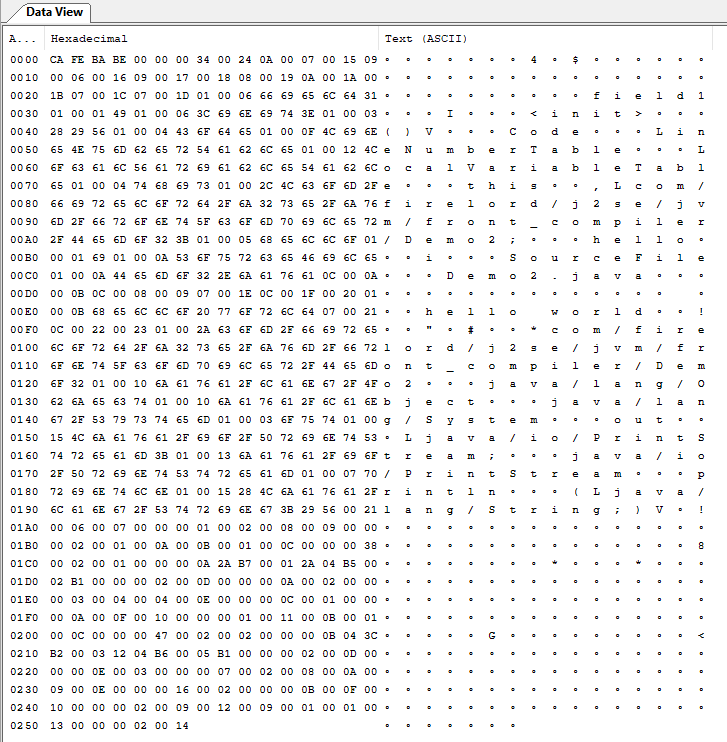 Data View
A... Hexadecimal Text (ASCII)
0000 CA FE BA BE 00 00 00 34 00 24 0A 00 07 00 15 09 ° ° ° ° ° ° ° 4 ° $ ° ° ° ° ° °
0010 00 06 00 16 09 00 17 00 18 08 00 19 0A 00 1A 00 ° ° ° ° ° ° ° ° ° ° ° ° ° ° ° °
0020 1B 07 00 1C 07 00 1D 01 00 06 66 69 65 6C 64 31 ° ° ° ° ° ° ° ° ° ° f i e l d 1
0030 01 00 01 49 01 00 06 3C 69 6E 69 74 3E 01 00 03 ° ° ° I ° ° ° < i n i t > ° ° °
0040 28 29 56 01 00 04 43 6F 64 65 01 00 0F 4C 69 6E ( ) V ° ° ° C o d e ° ° ° L i n
0050 65 4E 75 6D 62 65 72 54 61 62 6C 65 01 00 12 4C e N u m b e r T a b l e ° ° ° L
0060 6F 63 61 6C 56 61 72 69 61 62 6C 65 54 61 62 6C o c a l V a r i a b l e T a b l
0070 65 01 00 04 74 68 69 73 01 00 2C 4C 63 6F 6D 2F e ° ° ° t h i s ° ° , L c o m /
0080 66 69 72 65 6C 6F 72 64 2F 6A 32 73 65 2F 6A 76 f i r e l o r d / j 2 s e / j v
0090 6D 2F 66 72 6F 6E 74 5F 63 6F 6D 70 69 6C 65 72 m / f r o n t _ c o m p i l e r
00A0 2F 44 65 6D 6F 32 3B 01 00 05 68 65 6C 6C 6F 01 / D e m o 2 ; ° ° ° h e l l o °
00B0 00 01 69 01 00 0A 53 6F 75 72 63 65 46 69 6C 65 ° ° i ° ° ° S o u r c e F i l e
00C0 01 00 0A 44 65 6D 6F 32 2E 6A 61 76 61 0C 00 0A ° ° ° D e m o 2 . j a v a ° ° °
00D0 00 0B 0C 00 08 00 09 07 00 1E 0C 00 1F 00 20 01 ° ° ° ° ° ° ° ° ° ° ° ° ° °   °
00E0 00 0B 68 65 6C 6C 6F 20 77 6F 72 6C 64 07 00 21 ° ° h e l l o   w o r l d ° ° !
00F0 0C 00 22 00 23 01 00 2A 63 6F 6D 2F 66 69 72 65 ° ° " ° # ° ° * c o m / f i r e
0100 6C 6F 72 64 2F 6A 32 73 65 2F 6A 76 6D 2F 66 72 l o r d / j 2 s e / j v m / f r
0110 6F 6E 74 5F 63 6F 6D 70 69 6C 65 72 2F 44 65 6D o n t _ c o m p i l e r / D e m
0120 6F 32 01 00 10 6A 61 76 61 2F 6C 61 6E 67 2F 4F o 2 ° ° ° j a v a / l a n g / O
0130 62 6A 65 63 74 01 00 10 6A 61 76 61 2F 6C 61 6E b j e c t ° ° ° j a v a / l a n
0140 67 2F 53 79 73 74 65 6D 01 00 03 6F 75 74 01 00 g / S y s t e m ° ° ° o u t ° °
0150 15 4C 6A 61 76 61 2F 69 6F 2F 50 72 69 6E 74 53 ° L j a v a / i o / P r i n t S
0160 74 72 65 61 6D 3B 01 00 13 6A 61 76 61 2F 69 6F t r e a m ; ° ° ° j a v a / i o
0170 2F 50 72 69 6E 74 53 74 72 65 61 6D 01 00 07 70 / P r i n t S t r e a m ° ° ° p
0180 72 69 6E 74 6C 6E 01 00 15 28 4C 6A 61 76 61 2F r i n t l n ° ° ° ( L j a v a /
0190 6C 61 6E 67 2F 53 74 72 69 6E 67 3B 29 56 00 21 l a n g / S t r i n g ; ) V ° !
01A0 00 06 00 07 00 00 00 01 00 02 00 08 00 09 00 00 ° ° ° ° ° ° ° ° ° ° ° ° ° ° ° °
01B0 00 02 00 01 00 0A 00 0B 00 01 00 0C 00 00 00 38 ° ° ° ° ° ° ° ° ° ° ° ° ° ° ° 8
01C0 00 02 00 01 00 00 00 0A 2A B7 00 01 2A 04 B5 00 ° ° ° ° ° ° ° ° * ° ° ° * ° ° °
01D0 02 B1 00 00 00 02 00 0D 00 00 00 0A 00 02 00 00 ° ° ° ° ° ° ° ° ° ° ° ° ° ° ° °
01E0 00 03 00 04 00 04 00 0E 00 00 00 0C 00 01 00 00 ° ° ° ° ° ° ° ° ° ° ° ° ° ° ° °
01F0 00 0A 00 0F 00 10 00 00 00 01 00 11 00 0B 00 01 ° ° ° ° ° ° ° ° ° ° ° ° ° ° ° °
0200 00 0C 00 00 00 47 00 02 00 02 00 00 00 0B 04 3C ° ° ° ° ° G ° ° ° ° ° ° ° ° ° <
0210 B2 00 03 12 04 B6 00 05 B1 00 00 00 02 00 0D 00 ° ° ° ° ° ° ° ° ° ° ° ° ° ° ° °
0220 00 00 0E 00 03 00 00 00 07 00 02 00 08 00 0A 00 ° ° ° ° ° ° ° ° ° ° ° ° ° ° ° °
0230 09 00 0E 00 00 00 16 00 02 00 00 00 0B 00 0F 00 ° ° ° ° ° ° ° ° ° ° ° ° ° ° ° °
0240 10 00 00 00 02 00 09 00 12 00 09 00 01 00 01 00 ° ° ° ° ° ° ° ° ° ° ° ° ° ° ° °
0250 13 00 00 00 02 00 14 ° ° ° ° ° ° °